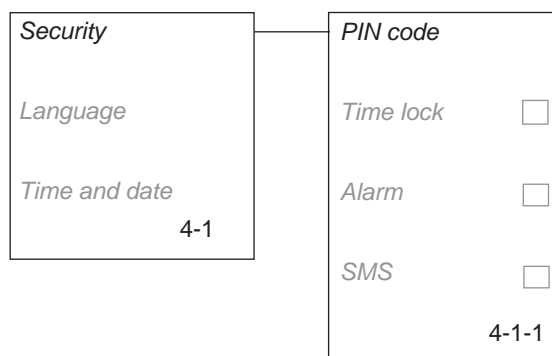 Security
Language
Time and date
4-1
PIN code
Time lock
Alarm
SMS
4-1-1